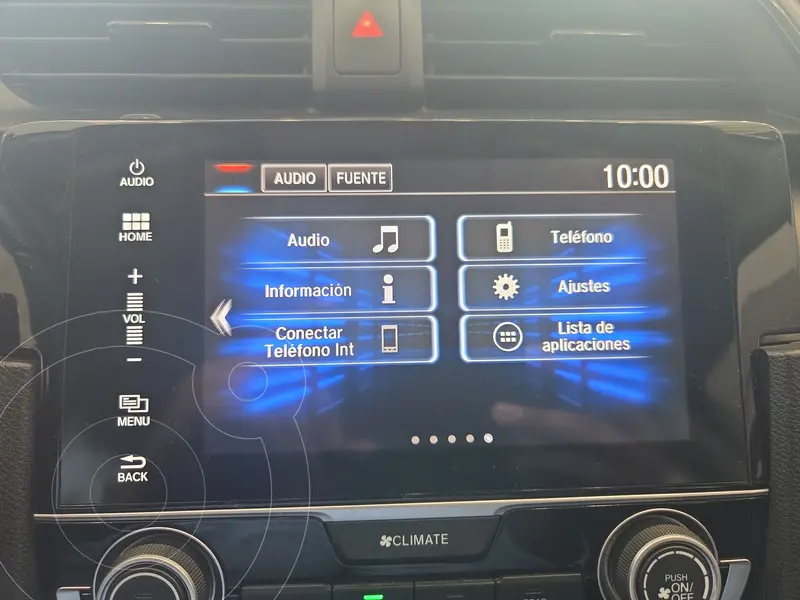 AUDIO
HOME
+
VOL
-
MENU
BACK
AUDIO FUENTE 10:00
Audio Teléfono
Información Ajustes
Conectar
Teléfono Int
Lista de
aplicaciones
CLIMATE
PUSH
ON/
OFF